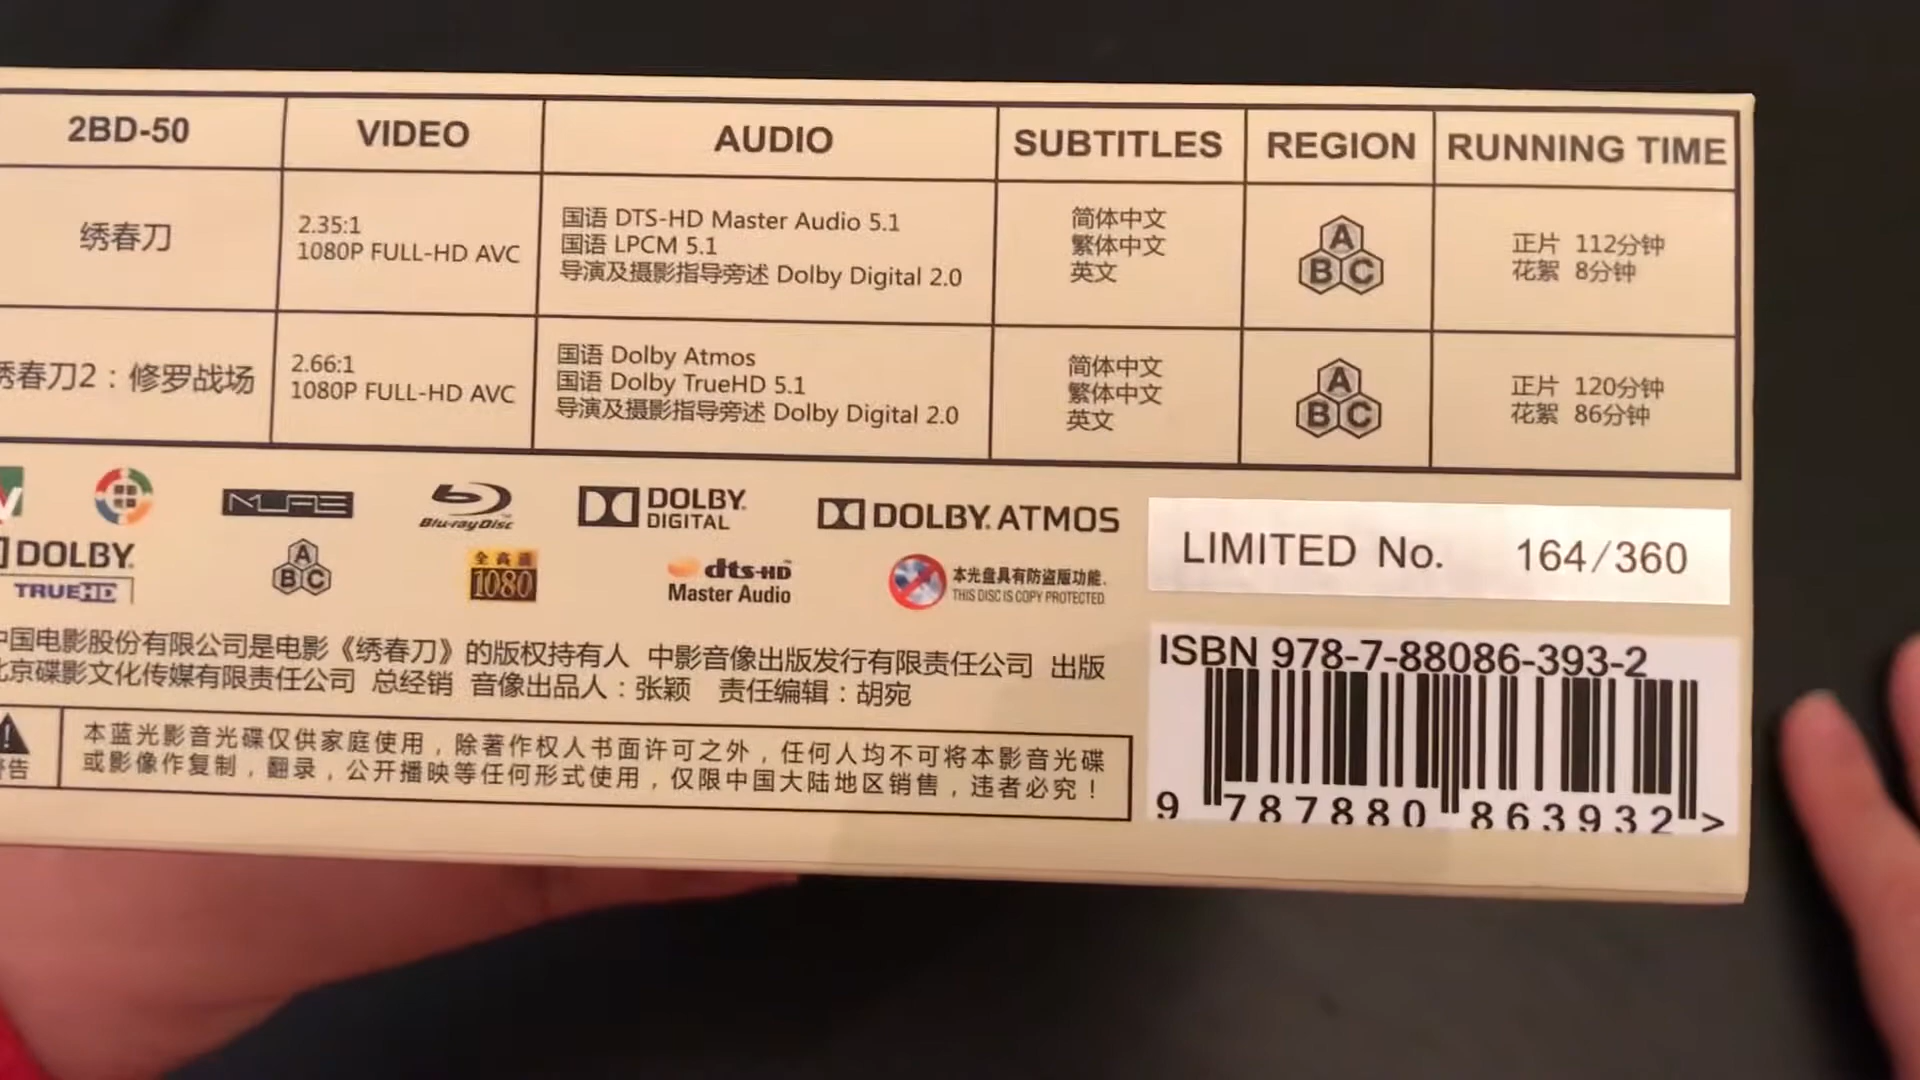 2BD-50 VIDEO AUDIO SUBTITLES REGION RUNNING TIME
绣春刀
2.35:1
1080P FULL-HD AVC
国语 DTS-HD Master Audio 5.1
国语 LPCM 5.1
导演及摄影指导旁述 Dolby Digital 2.0
简体中文
繁体中文
英文
A
B C
正片 112分钟
花絮 8分钟
绣春刀2：修罗战场
2.66:1
1080P FULL-HD AVC
国语 Dolby Atmos
国语 Dolby TrueHD 5.1
导演及摄影指导旁述 Dolby Digital 2.0
简体中文
繁体中文
英文
A
B C
正片 120分钟
花絮 86分钟
Blu-ray Disc
DOLBY
DIGITAL
DOLBY ATMOS
DOLBY
TRUEHD
A
B C
全高清
1080
dts-HD
Master Audio
本光盘具有防盗版功能.
THIS DISC IS COPY PROTECTED.
LIMITED No. 164/360
中国电影股份有限公司是电影《绣春刀》的版权持有人 中影音像出版发行有限责任公司 出版
北京碟影文化传媒有限责任公司 总经销 音像出品人：张颖 责任编辑：胡宛
!
警告
本蓝光影音光碟仅供家庭使用，除著作权人书面许可之外，任何人均不可将本影音光碟
或影像作复制，翻录，公开播映等任何形式使用，仅限中国大陆地区销售，违者必究！
ISBN 978-7-88086-393-2
9 787880 863932 >